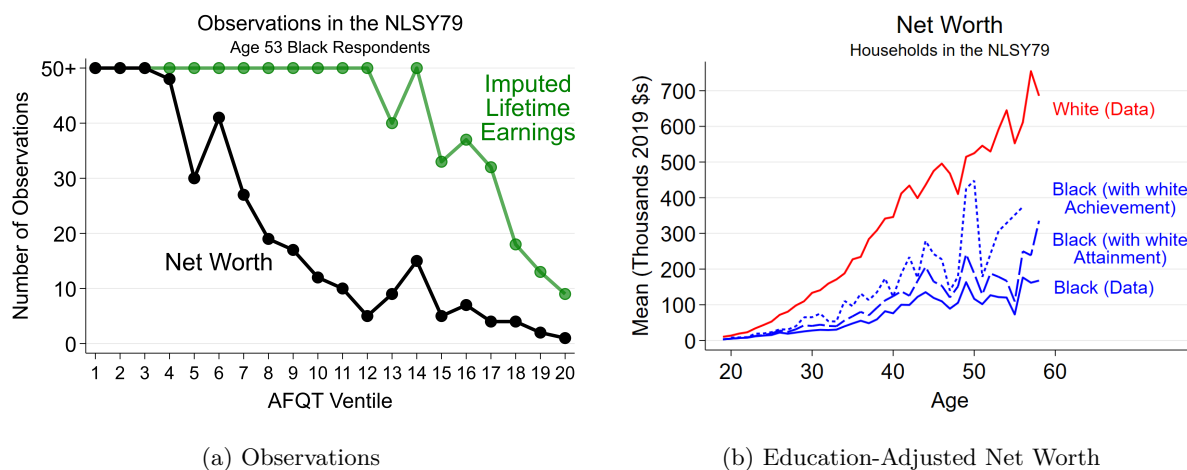 Observations in the NLSY79
Age 53 Black Respondents
Number of Observations
50+
40
30
20
10
0
Imputed
Lifetime
Earnings
Net Worth
1 2 3 4 5 6 7 8 9 10 11 12 13 14 15 16 17 18 19 20
AFQT Ventile
(a) Observations
Net Worth
Households in the NLSY79
Mean (Thousands 2019 $s)
700
600
500
400
300
200
100
0
White (Data)
Black (with white
Achievement)
Black (with white
Attainment)
Black (Data)
20 30 40 50 60
Age
(b) Education-Adjusted Net Worth